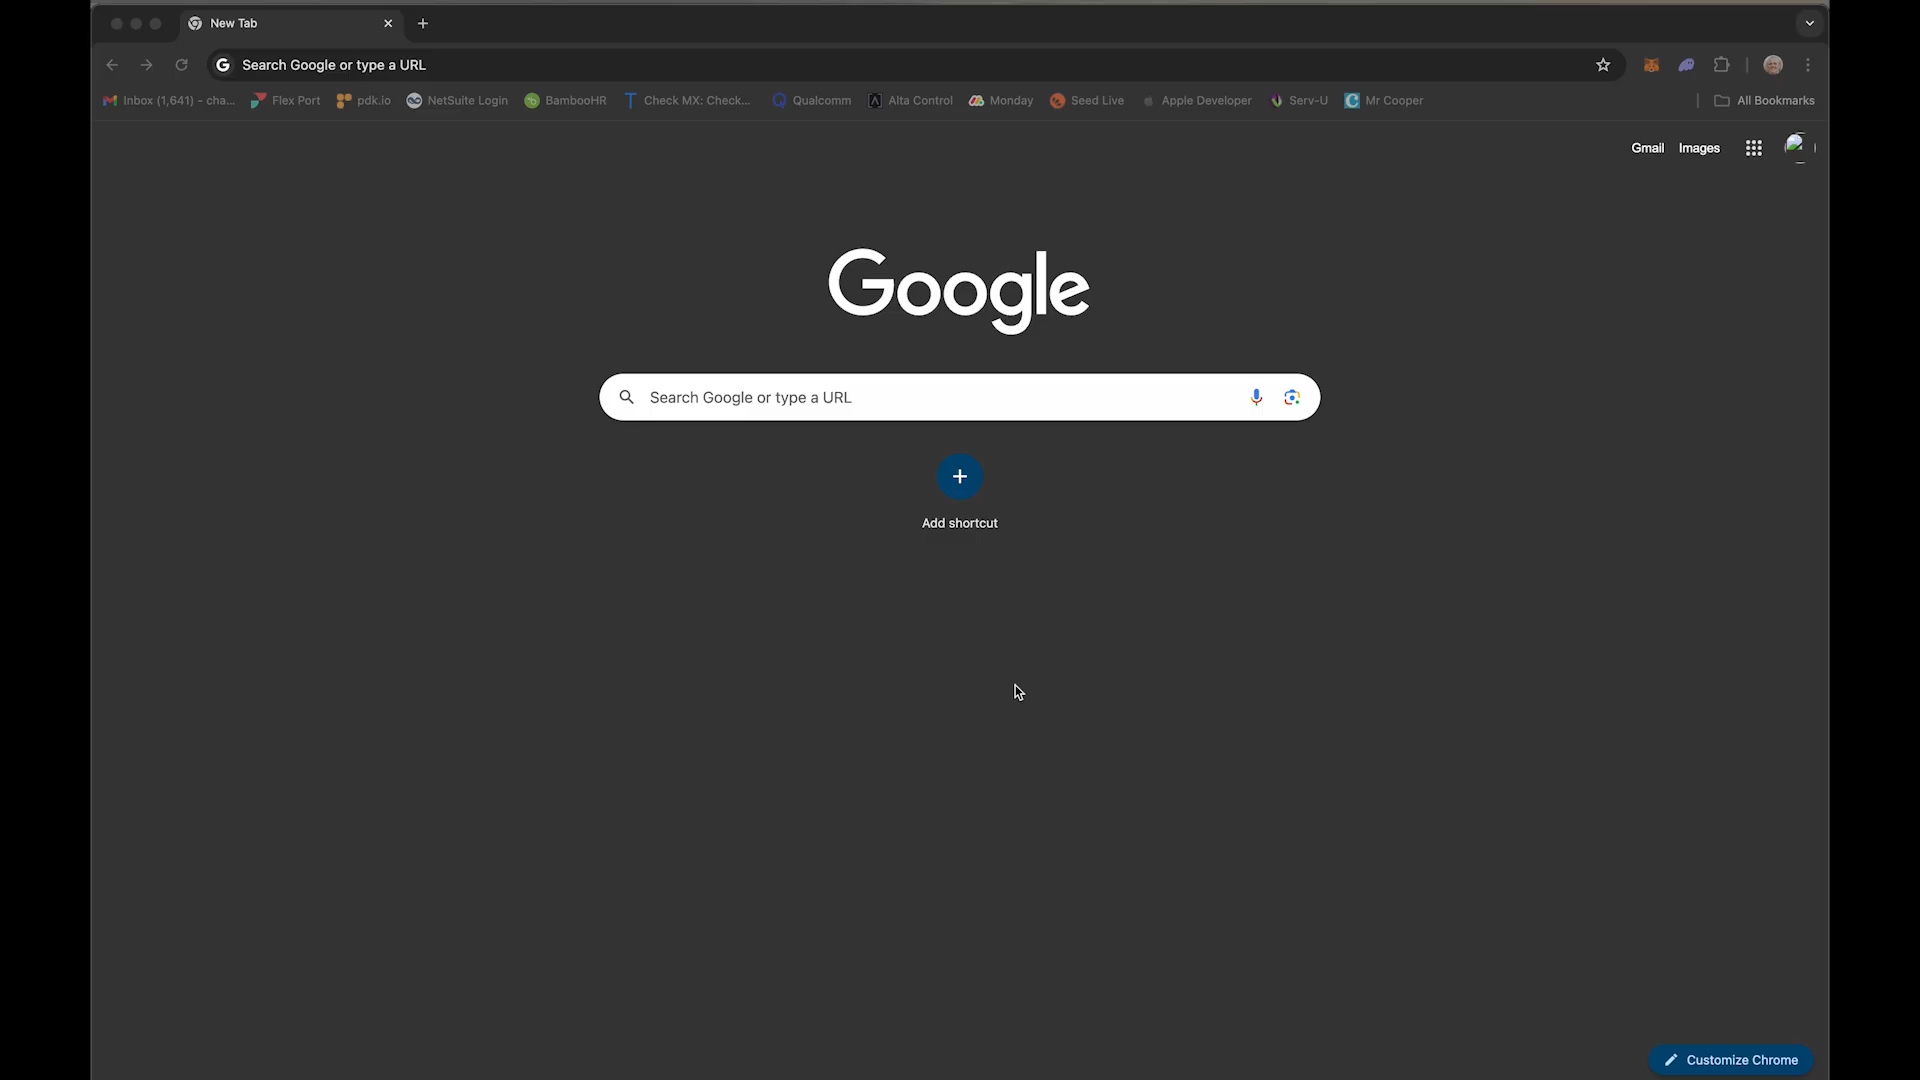 New Tab
Search Google or type a URL
Inbox (1,641) - cha... Flex Port pdk.io NetSuite Login BambooHR Check MX: Check... Qualcomm Alta Control Monday Seed Live Apple Developer Serv-U Mr Cooper All Bookmarks
Gmail Images
Google
Search Google or type a URL
Add shortcut
Customize Chrome